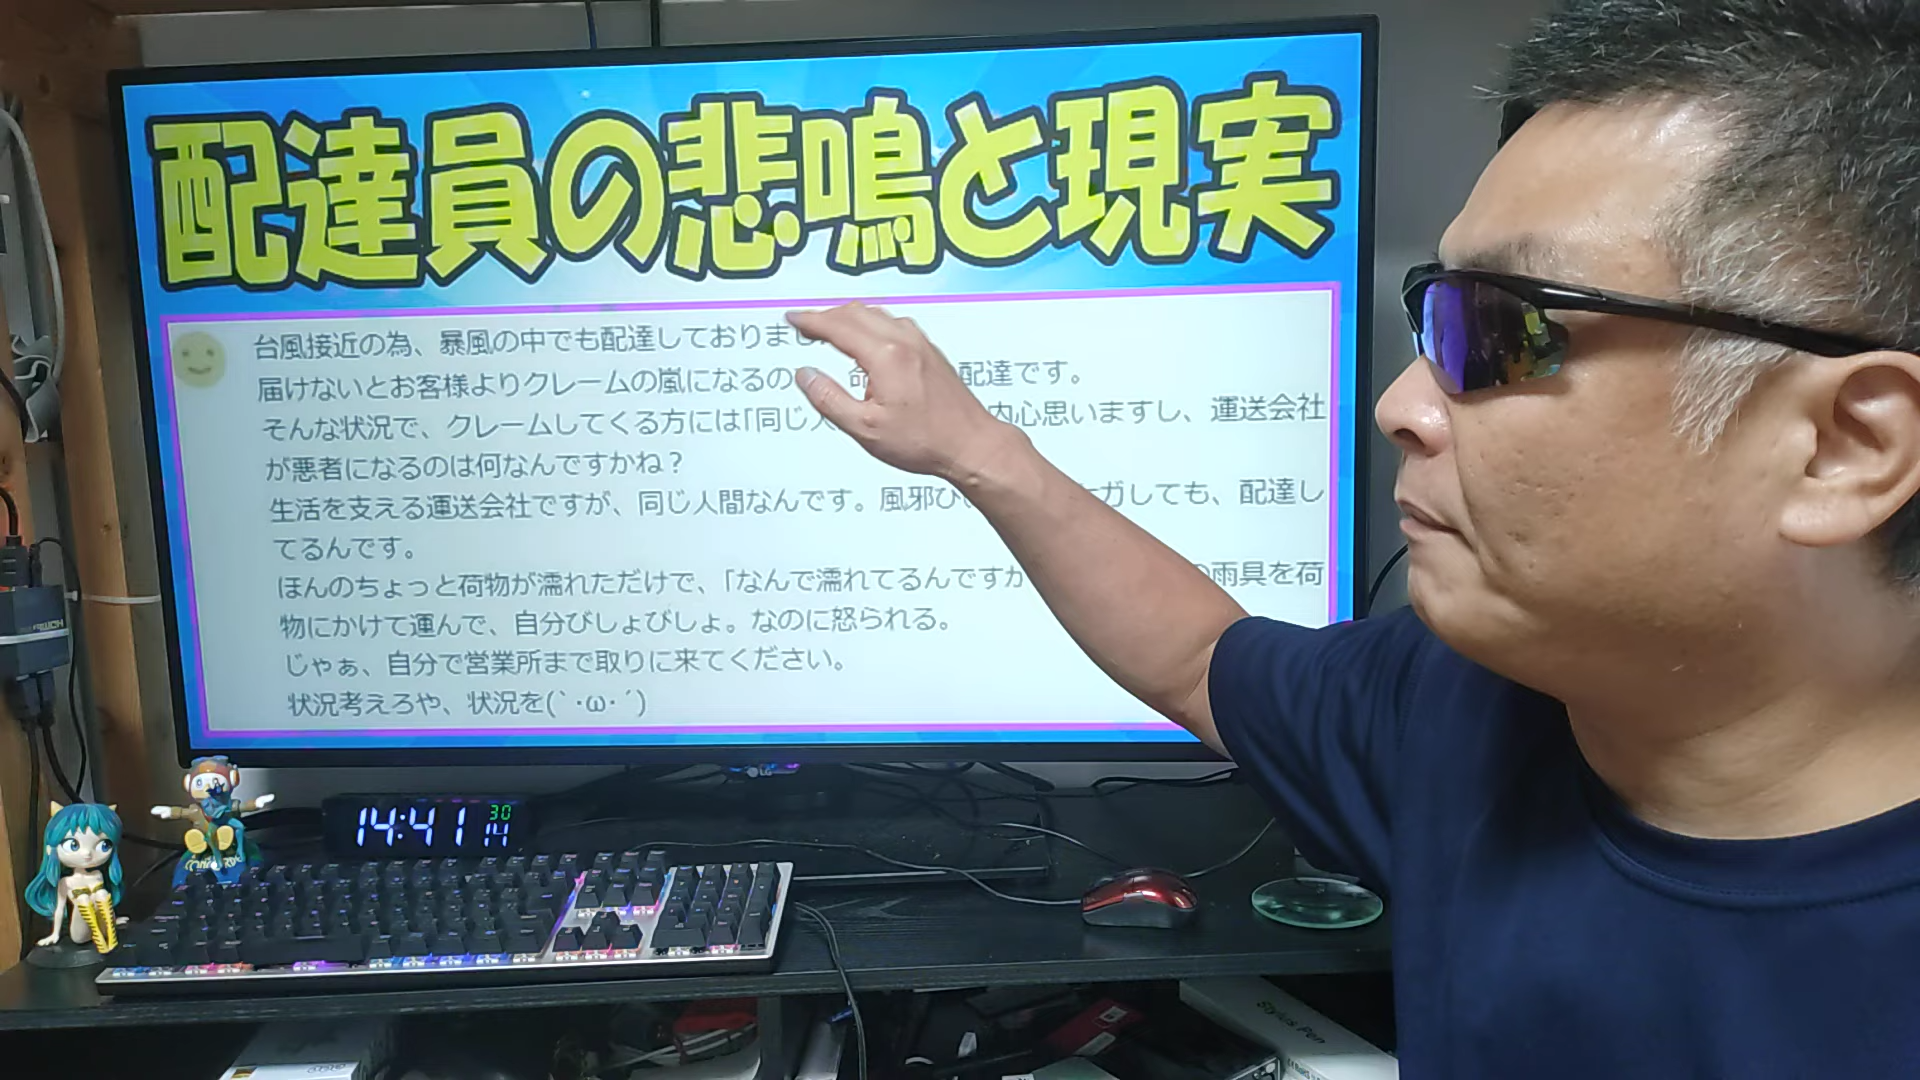 配達員の悲鳴と現実
台風接近の為、暴風の中でも配達しておりまし
届けないとお客様よりクレームの嵐になるの 命 配達です。
そんな状況で、クレームしてくる方には「同じ人 内心思いますし、運送会社
が悪者になるのは何なんですかね？
生活を支える運送会社ですが、同じ人間なんです。風邪ひ ガしても、配達し
てるんです。
ほんのちょっと荷物が濡れただけで、「なんで濡れてるんですか の雨具を荷
物にかけて運んで、自分びしょびしょ。なのに怒られる。
じゃぁ、自分で営業所まで取りに来てください。
状況考えろや、状況を(｀･ω･´)
LG
14:41 30
14
Stylus Pen